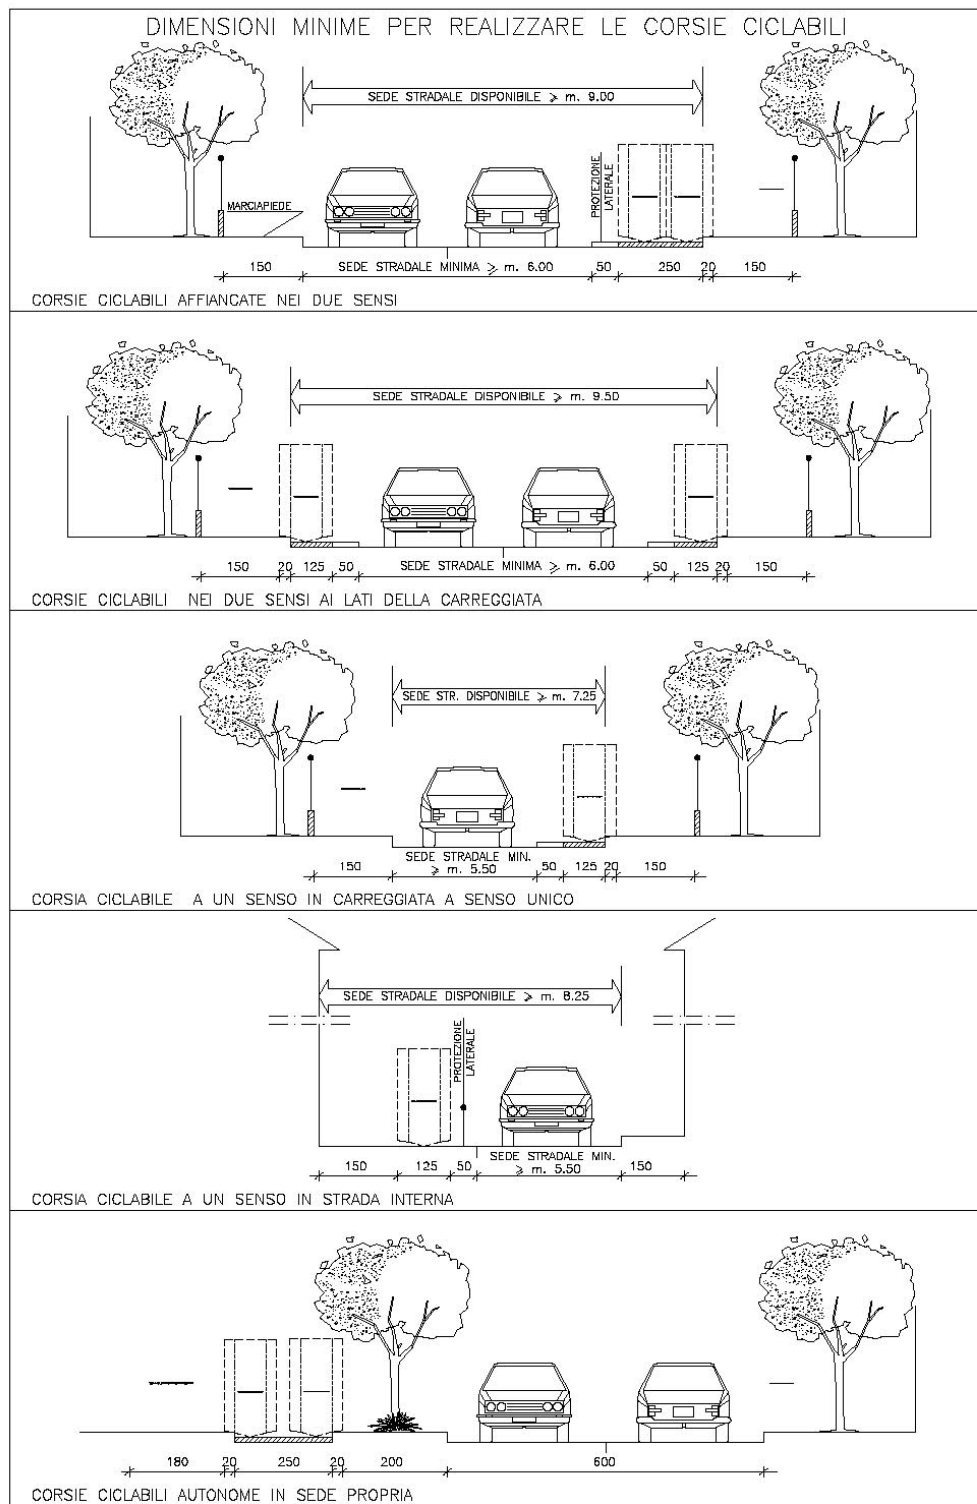 DIMENSIONI MINIME PER REALIZZARE LE CORSIE CICLABILI
SEDE STRADALE DISPONIBILE ⩾ m. 9.00
PROTEZIONE
LATERALE
MARCIAPIEDE
150 SEDE STRADALE MINIMA ⩾ m. 6.00 50 250 20 150
CORSIE CICLABILI AFFIANCATE NEI DUE SENSI
SEDE STRADALE DISPONIBILE ⩾ m. 9.50
150 20 125 50 SEDE STRADALE MINIMA ⩾ m. 6.00 50 125 20 150
CORSIE CICLABILI NEI DUE SENSI AI LATI DELLA CARREGGIATA
SEDE STR. DISPONIBILE ⩾ m. 7.25
SEDE STRADALE MIN.
150 ⩾ m. 5.50 50 125 20 150
CORSIA CICLABILE A UN SENSO IN CARREGGIATA A SENSO UNICO
SEDE STRADALE DISPONIBILE ⩾ m. 8.25
PROTEZIONE
LATERALE
SEDE STRADALE MIN.
150 125 50 ⩾ m. 5.50 150
CORSIA CICLABILE A UN SENSO IN STRADA INTERNA
180 20 250 20 200 600
CORSIE CICLABILI AUTONOME IN SEDE PROPRIA